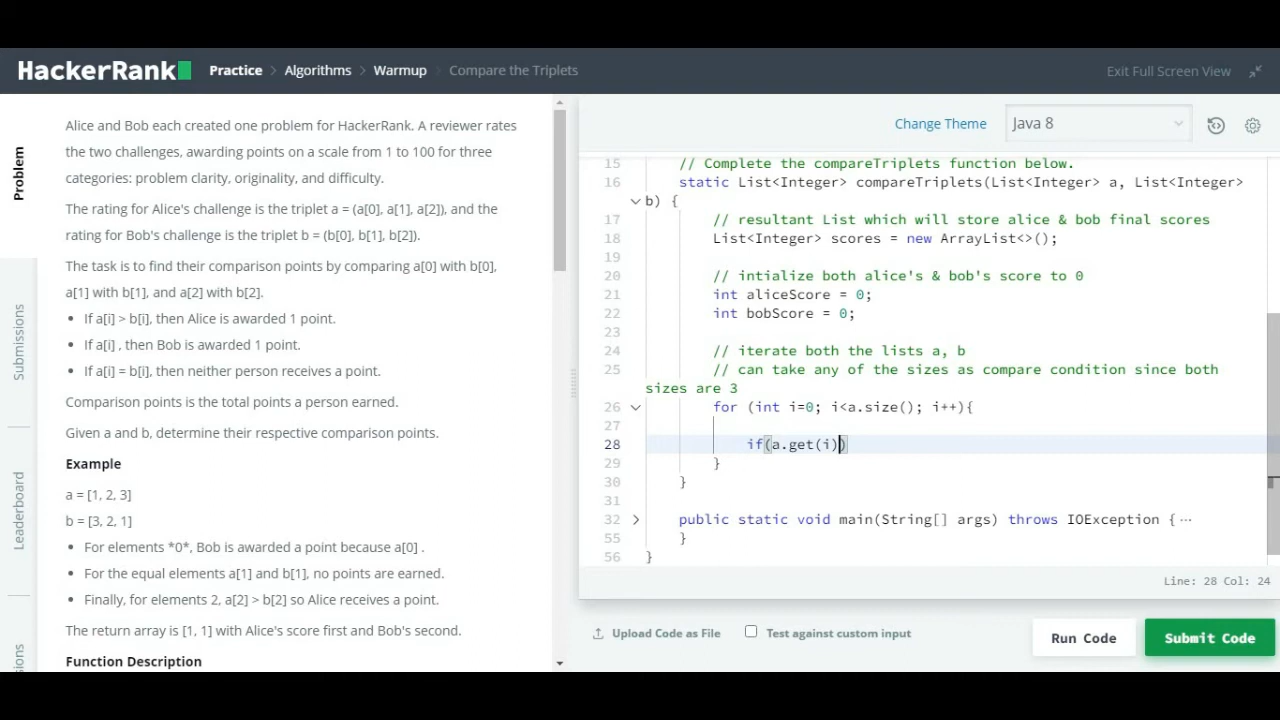 HackerRank Practice > Algorithms > Warmup > Compare the Triplets Exit Full Screen View
Problem
Submissions
Leaderboard
Alice and Bob each created one problem for HackerRank. A reviewer rates
the two challenges, awarding points on a scale from 1 to 100 for three
categories: problem clarity, originality, and difficulty.
The rating for Alice's challenge is the triplet a = (a[0], a[1], a[2]), and the
rating for Bob's challenge is the triplet b = (b[0], b[1], b[2]).
The task is to find their comparison points by comparing a[0] with b[0],
a[1] with b[1], and a[2] with b[2].
• If a[i] > b[i], then Alice is awarded 1 point.
• If a[i] , then Bob is awarded 1 point.
• If a[i] = b[i], then neither person receives a point.
Comparison points is the total points a person earned.
Given a and b, determine their respective comparison points.
Example
a = [1, 2, 3]
b = [3, 2, 1]
• For elements *0*, Bob is awarded a point because a[0] .
• For the equal elements a[1] and b[1], no points are earned.
• Finally, for elements 2, a[2] > b[2] so Alice receives a point.
The return array is [1, 1] with Alice's score first and Bob's second.
Function Description
Change Theme Java 8
15 // Complete the compareTriplets function below.
16 static List<Integer> compareTriplets(List<Integer> a, List<Integer>
b) {
17 // resultant List which will store alice & bob final scores
18 List<Integer> scores = new ArrayList<>();
19
20 // intialize both alice's & bob's score to 0
21 int aliceScore = 0;
22 int bobScore = 0;
23
24 // iterate both the lists a, b
25 // can take any of the sizes as compare condition since both
sizes are 3
26 for (int i=0; i<a.size(); i++){
27
28 if(a.get(i))
29 }
30 }
31
32 public static void main(String[] args) throws IOException {⋯
55 }
56 }
Line: 28 Col: 24
Upload Code as File Test against custom input Run Code Submit Code